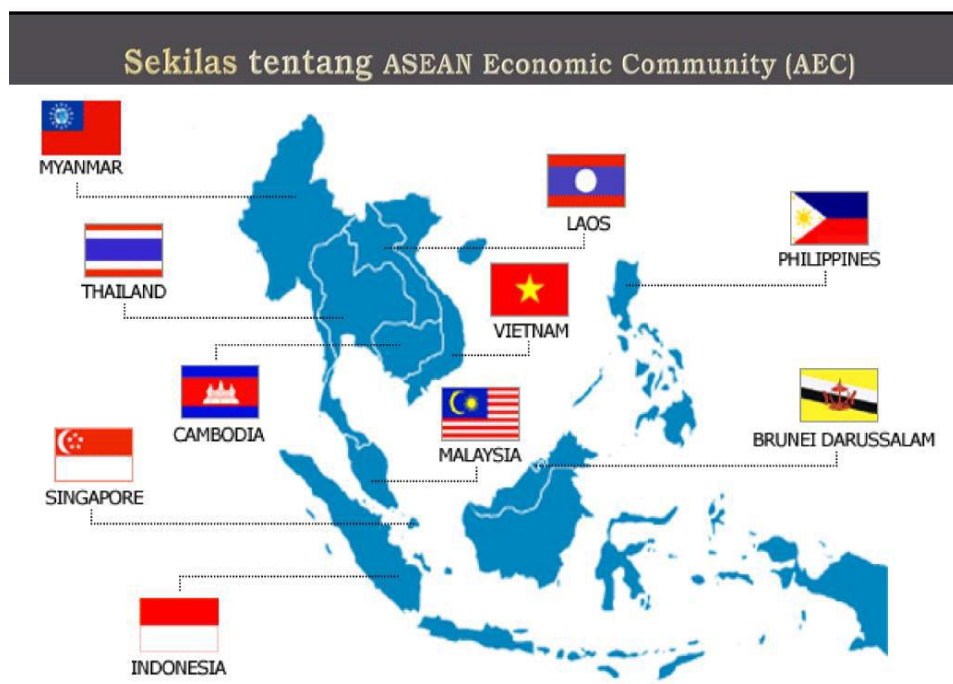 Sekilas tentang ASEAN Economic Community (AEC)
MYANMAR
LAOS
PHILIPPINES
THAILAND
VIETNAM
CAMBODIA
MALAYSIA
BRUNEI DARUSSALAM
SINGAPORE
INDONESIA